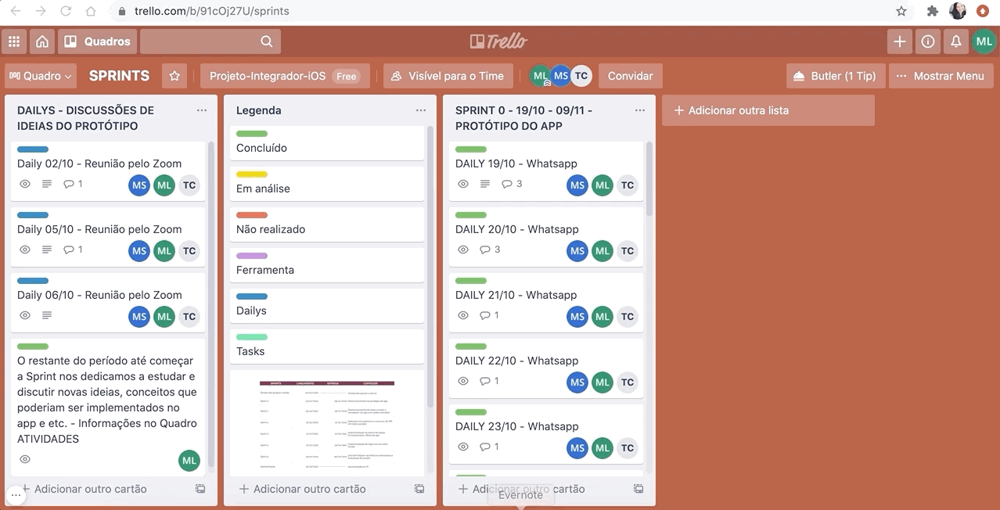 trello.com/b/91cOj27U/sprints
Quadros
Trello
ML
Quadro
SPRINTS
Projeto-Integrador-iOS Free
Visível para o Time
ML MS TC
Convidar
Butler (1 Tip)
Mostrar Menu
DAILYS - DISCUSSÕES DE
IDEIAS DO PROTÓTIPO
Daily 02/10 - Reunião pelo Zoom
1
MS ML TC
Daily 05/10 - Reunião pelo Zoom
1
MS ML TC
Daily 06/10 - Reunião pelo Zoom
MS ML TC
O restante do período até começar
a Sprint nos dedicamos a estudar e
discutir novas ideias, conceitos que
poderiam ser implementados no
app e etc. - Informações no Quadro
ATIVIDADES
ML
+ Adicionar outro cartão
Legenda
Concluído
Em análise
Não realizado
Ferramenta
Dailys
Tasks
SPRINTS LANÇAMENTO ENTREGA CONTEÚDO
+ Adicionar outro cartão
SPRINT 0 - 19/10 - 09/11 -
PROTÓTIPO DO APP
DAILY 19/10 - Whatsapp
3
MS ML TC
DAILY 20/10 - Whatsapp
3
MS ML TC
DAILY 21/10 - Whatsapp
1
MS ML TC
DAILY 22/10 - Whatsapp
1
MS ML TC
DAILY 23/10 - Whatsapp
1
MS ML TC
+ Adicionar outro cartão
Evernote
+ Adicionar outra lista